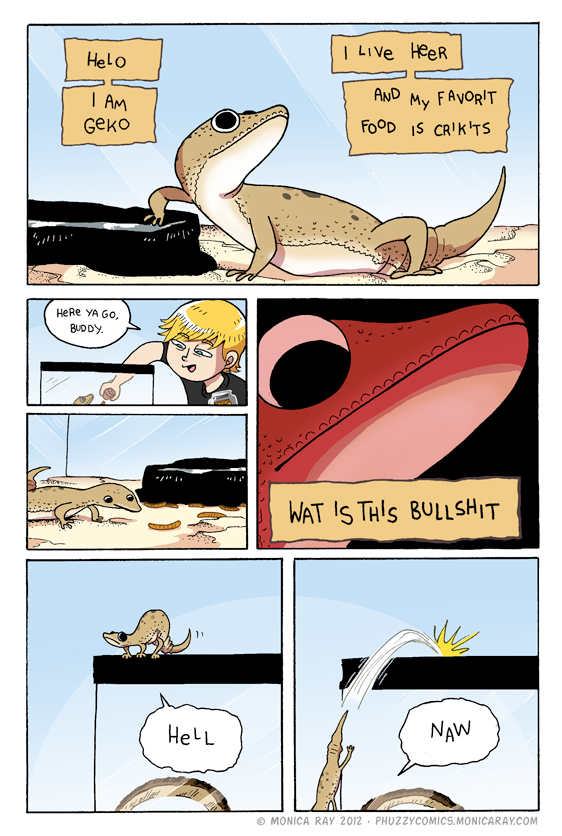 HELO
I AM
GEKO
I LIVE HEER
AND MY FAVORIT
FOOD IS CRIK'TS
HERE YA GO,
BUDDY.
WAT IS THIS BULLSHIT
HELL
NAW
© MONICA RAY 2012 · PHUZZYCOMICS.MONICARAY.COM